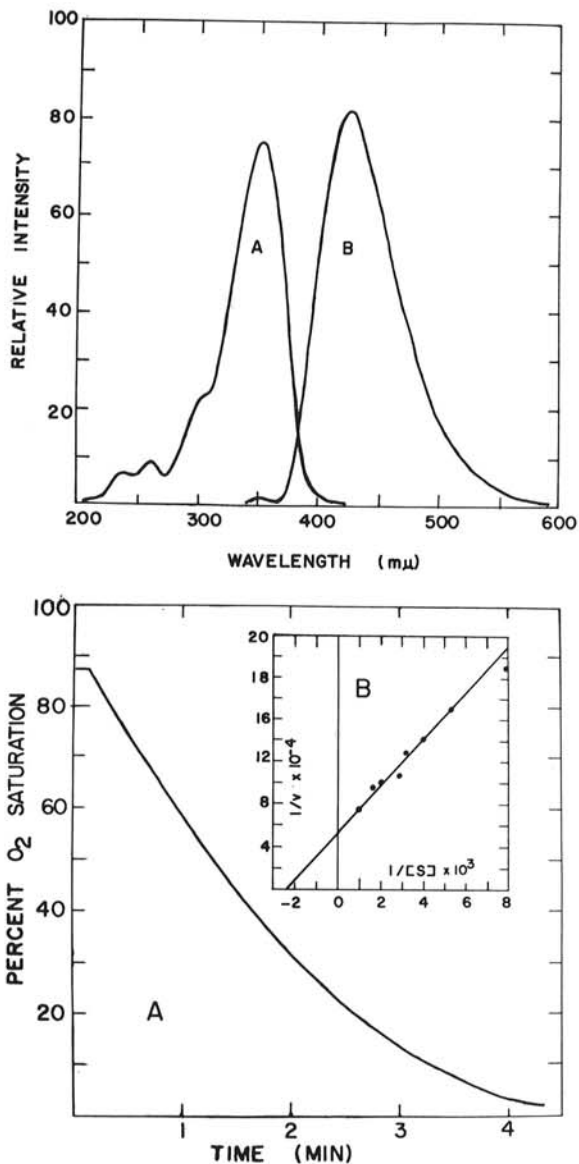 100
80
60
40
20
RELATIVE INTENSITY
A
B
200 300 400 500 600
WAVELENGTH (mμ)
100
80
60
40
20
PERCENT O2 SATURATION
A
1 2 3 4
TIME (MIN)
20
18
16
12
8
4
1/v × 10-4
B
1/[S] × 10³
-2 0 2 4 6 8